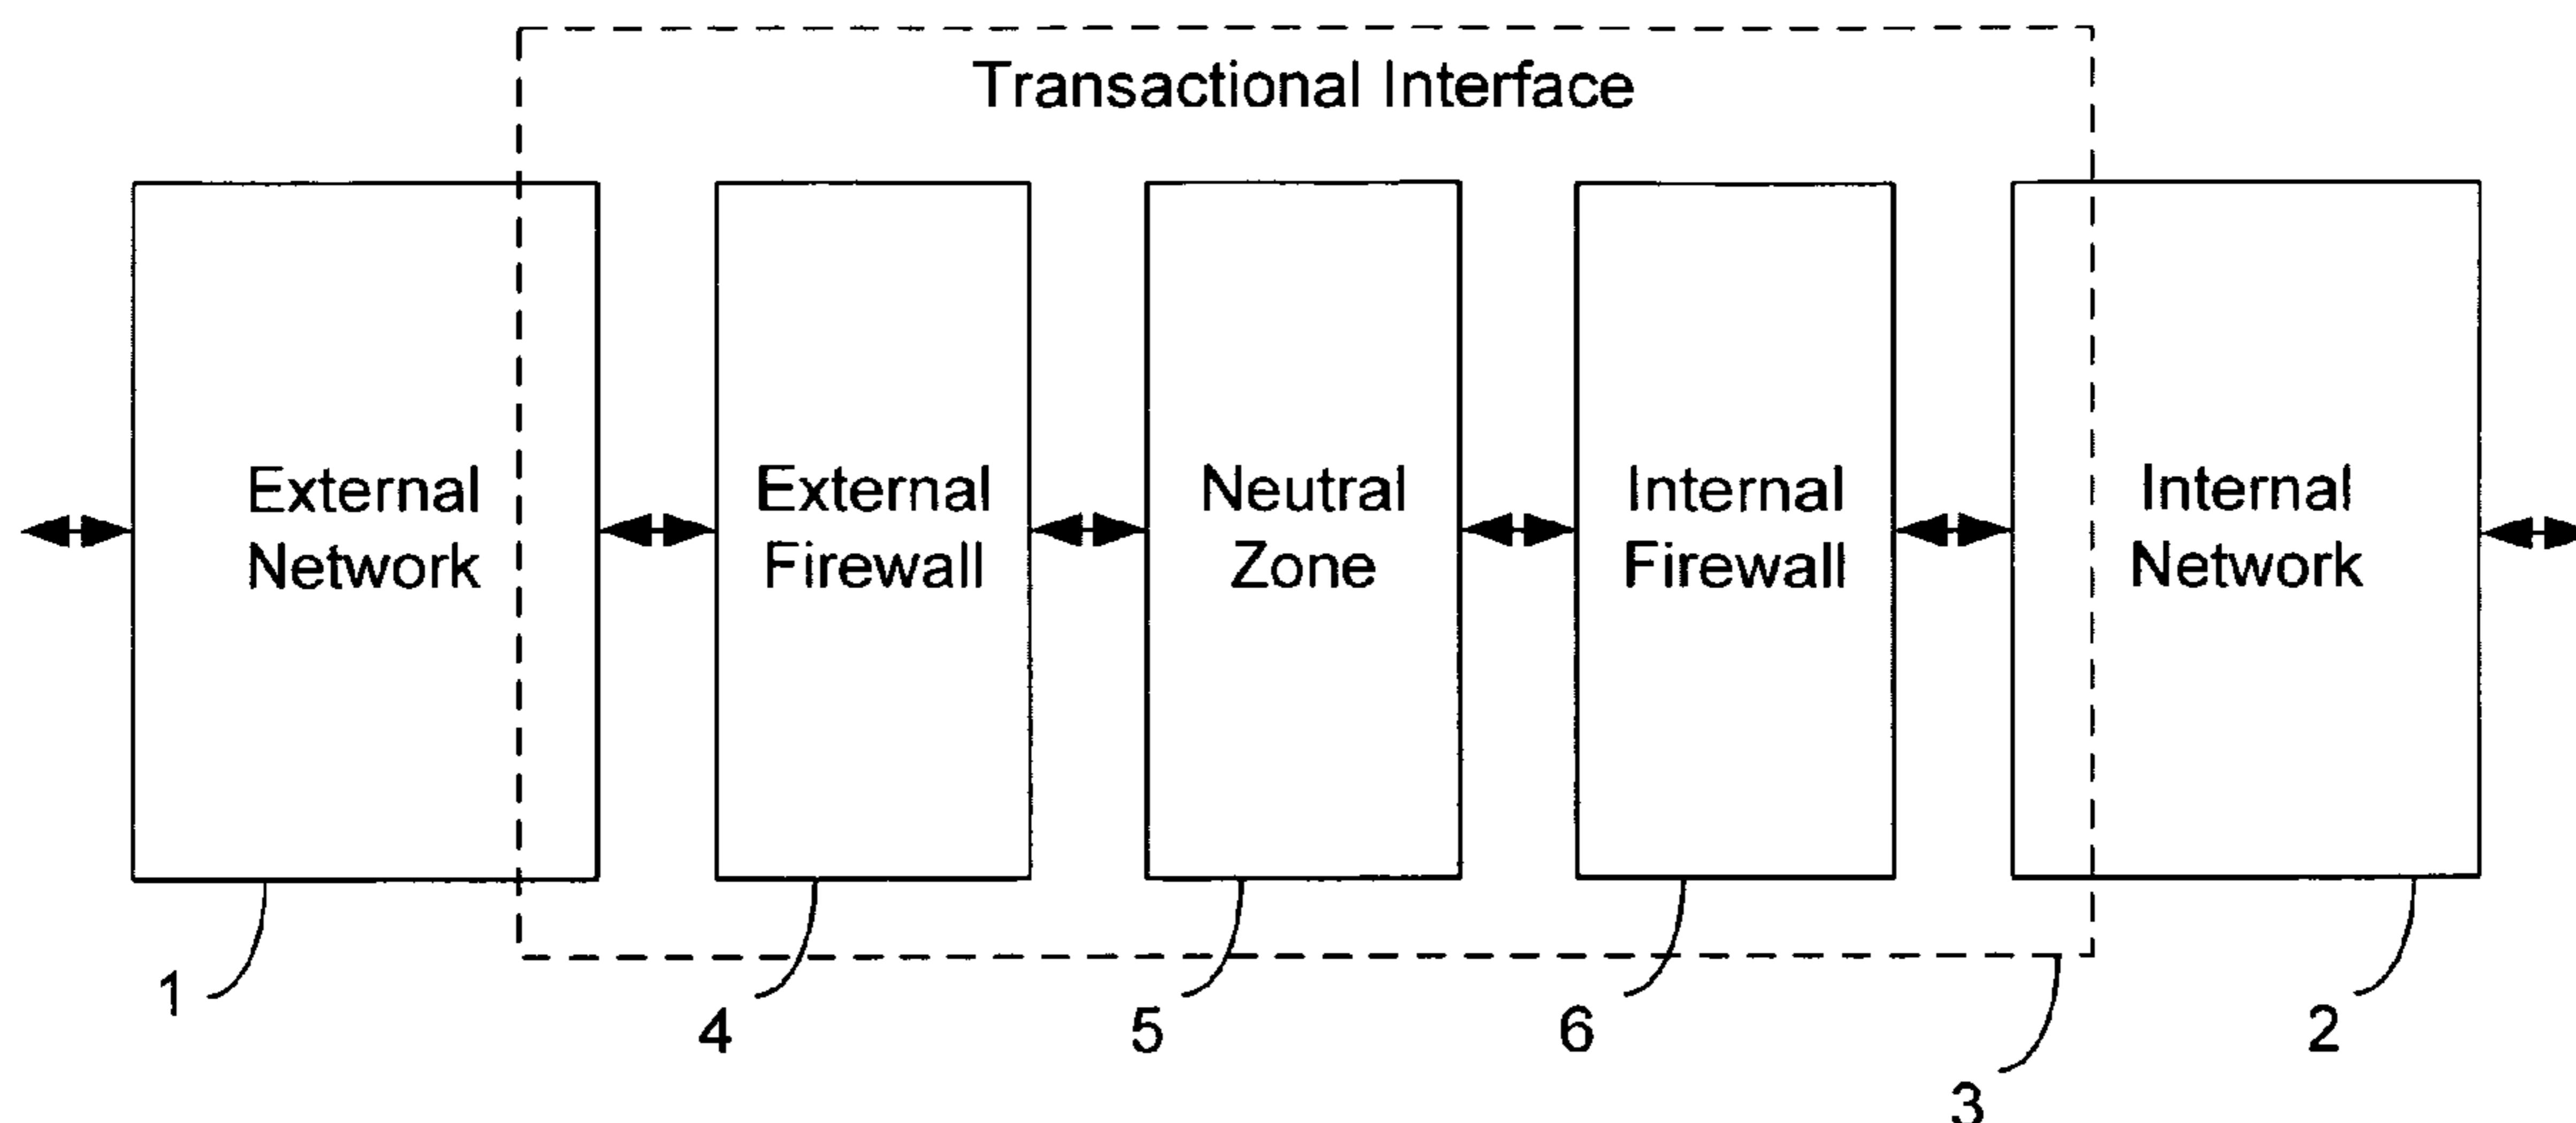 Transactional Interface
External
Network
External
Firewall
Neutral
Zone
Internal
Firewall
Internal
Network
1
4
5
6
3
2